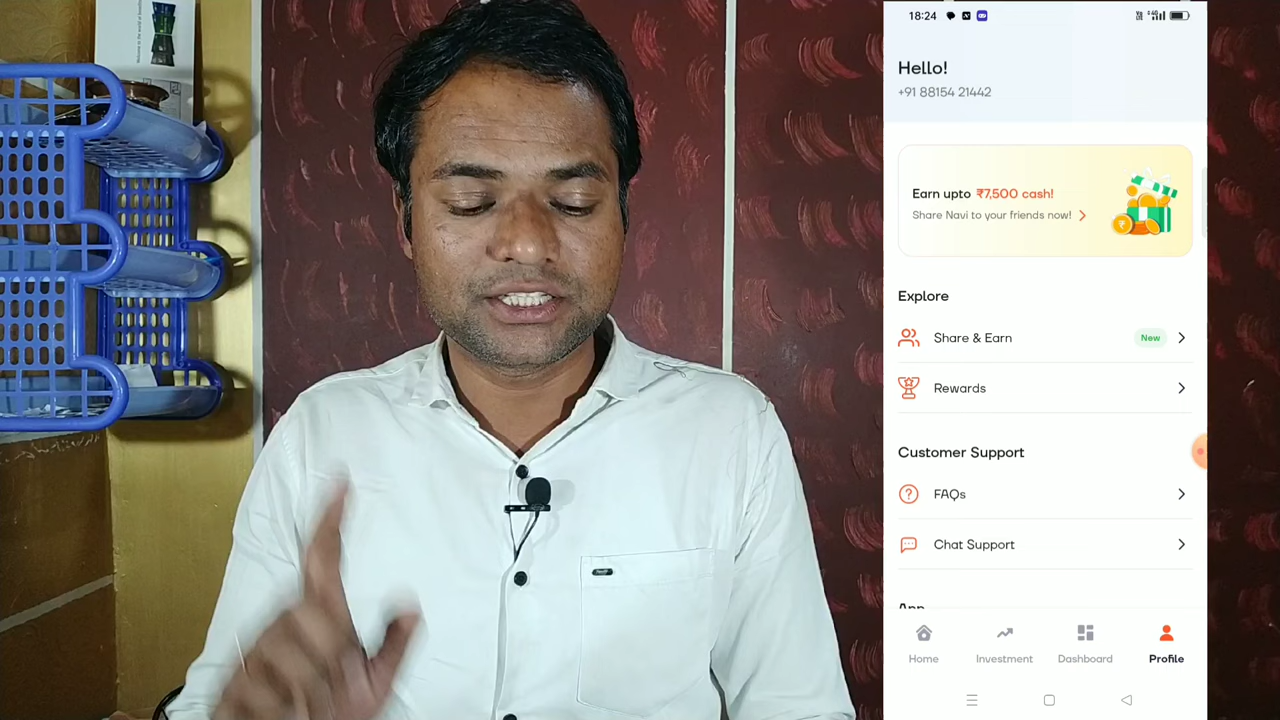 18:24
Hello!
+91 88154 21442
Earn upto ₹7,500 cash!
Share Navi to your friends now!
Explore
Share & Earn
New
Rewards
Customer Support
FAQs
Chat Support
App
Home
Investment
Dashboard
Profile